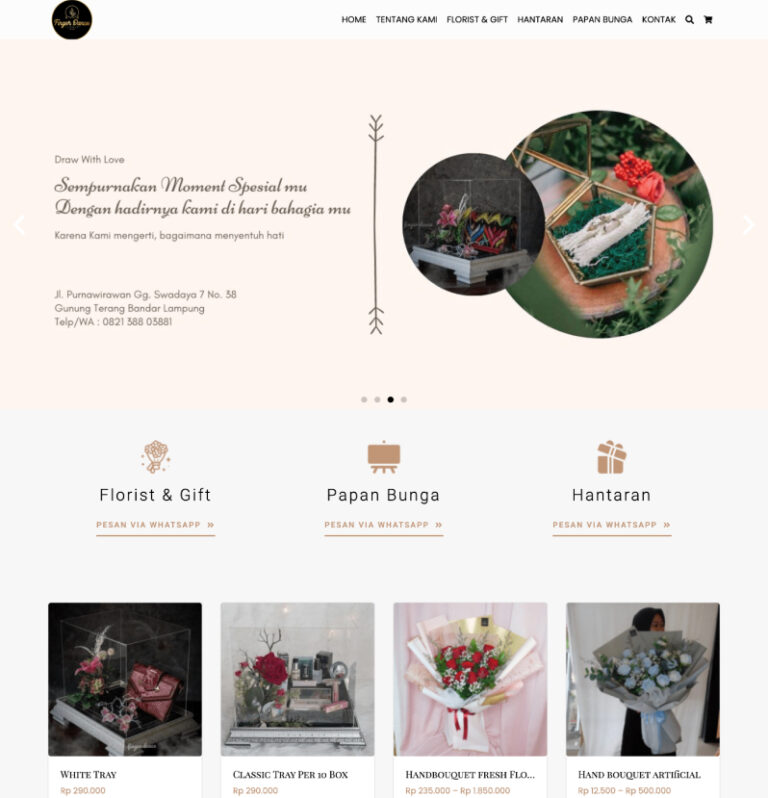 Finger Dance
HOME TENTANG KAMI FLORIST & GIFT HANTARAN PAPAN BUNGA KONTAK
Draw With Love
Sempurnakan Moment Spesial mu
Dengan hadirnya kami di hari bahagia mu
Karena Kami mengerti, bagaimana menyentuh hati
Jl. Purnawirawan Gg. Swadaya 7 No. 38
Gunung Terang Bandar Lampung
Telp/WA : 0821 388 03881
Florist & Gift Papan Bunga Hantaran
PESAN VIA WHATSAPP » PESAN VIA WHATSAPP » PESAN VIA WHATSAPP »
White Tray Classic Tray Per 10 Box Handbouquet fresh Flo... Hand bouquet artificial
Rp 290.000 Rp 290.000 Rp 235.000 – Rp 1.850.000 Rp 12.500 – Rp 500.000